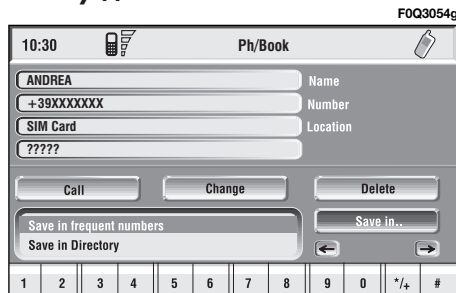 F0Q3054g
10:30 Ph/Book
ANDREA Name
+39XXXXXXX Number
SIM Card Location
?????
Call Change Delete
Save in frequent numbers Save in..
Save in Directory
1 2 3 4 5 6 7 8 9 0 */+ #